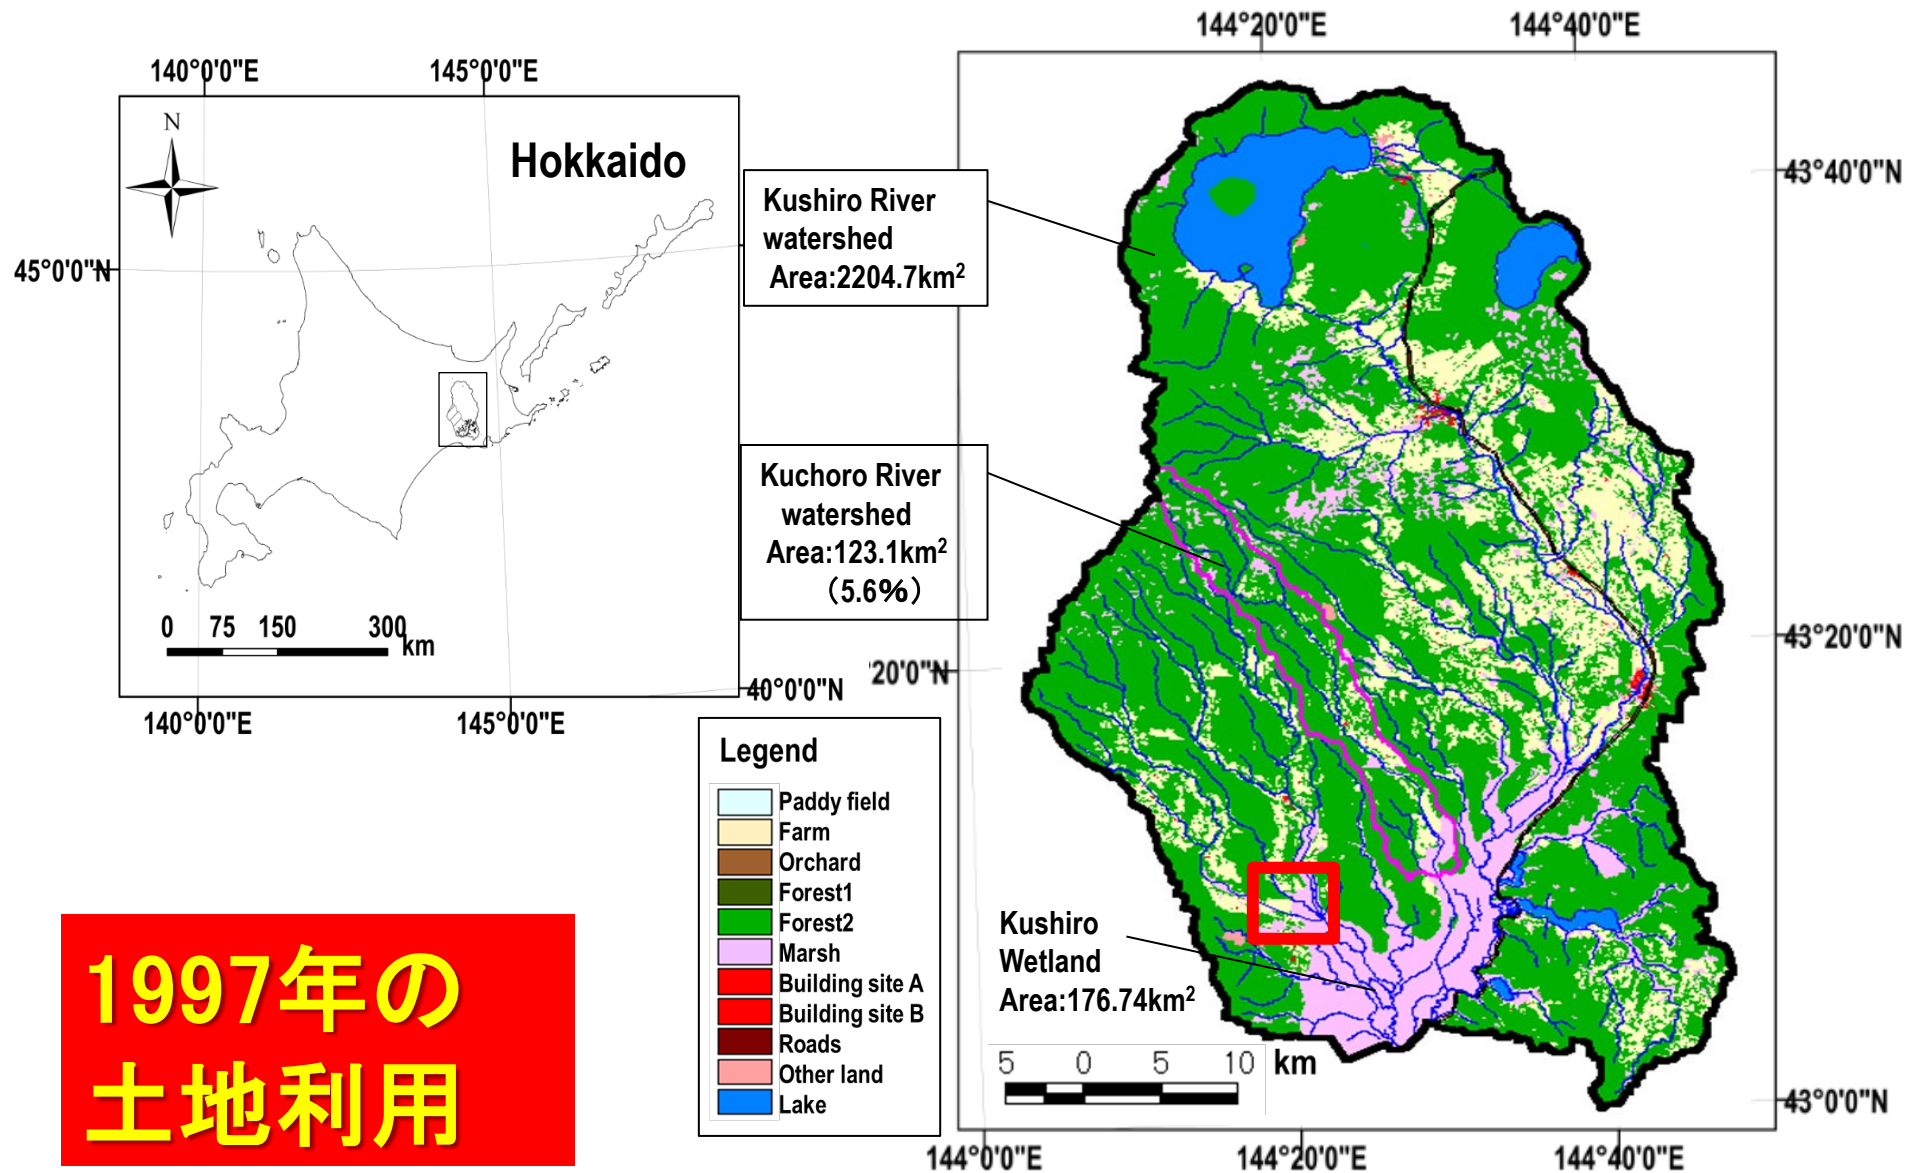 144°20'0"E 144°40'0"E
140°0'0"E 145°0'0"E
N
Hokkaido
43°40'0"N
Kushiro River
watershed
Area:2204.7km²
45°0'0"N
Kuchoro River
watershed
Area:123.1km²
（5.6%）
0 75 150 300
km
43°20'0"N
20'0"N
40°0'0"N
140°0'0"E 145°0'0"E
Legend
Paddy field
Farm
Orchard
Forest1
Forest2
Marsh
Building site A
Building site B
Roads
Other land
Lake
Kushiro
Wetland
Area:176.74km²
1997年の
土地利用
5 0 5 10 km
43°0'0"N
144°0'0"E 144°20'0"E 144°40'0"E